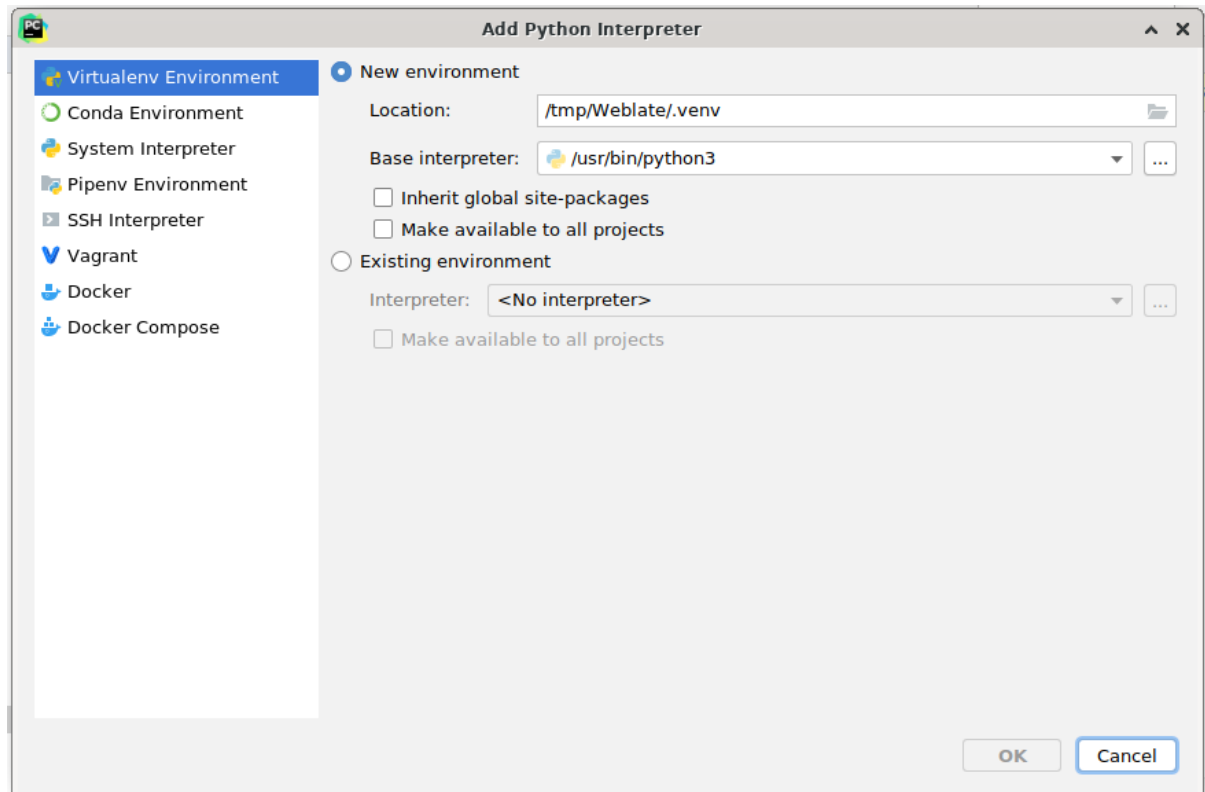 PC
Add Python Interpreter
Virtualenv Environment
Conda Environment
System Interpreter
Pipenv Environment
SSH Interpreter
Vagrant
Docker
Docker Compose
New environment
Location: /tmp/Weblate/.venv
Base interpreter: /usr/bin/python3 ...
Inherit global site-packages
Make available to all projects
Existing environment
Interpreter: <No interpreter> ...
Make available to all projects
OK Cancel